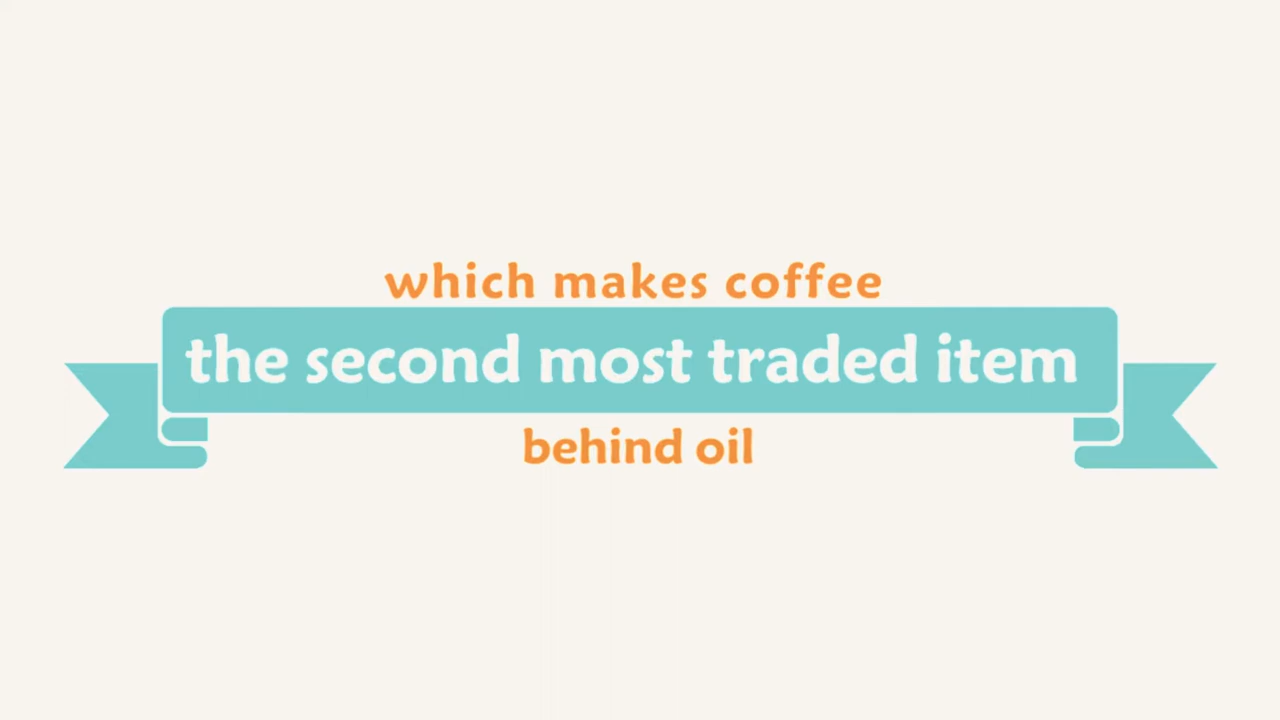 which makes coffee
the second most traded item
behind oil